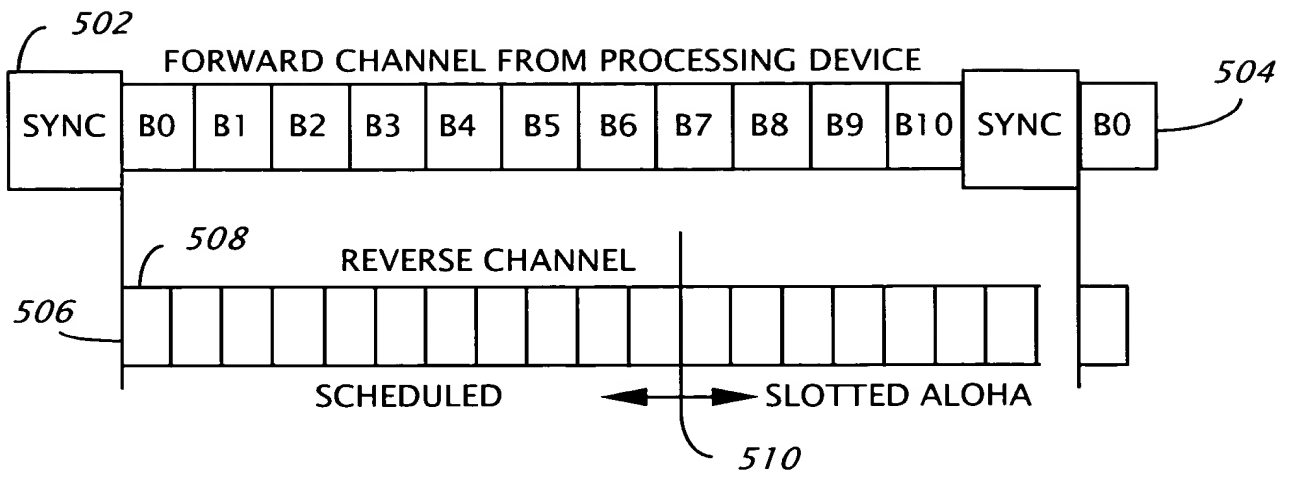 502
FORWARD CHANNEL FROM PROCESSING DEVICE
504
SYNC B0 B1 B2 B3 B4 B5 B6 B7 B8 B9 B10 SYNC B0
508
REVERSE CHANNEL
506
SCHEDULED SLOTTED ALOHA
510